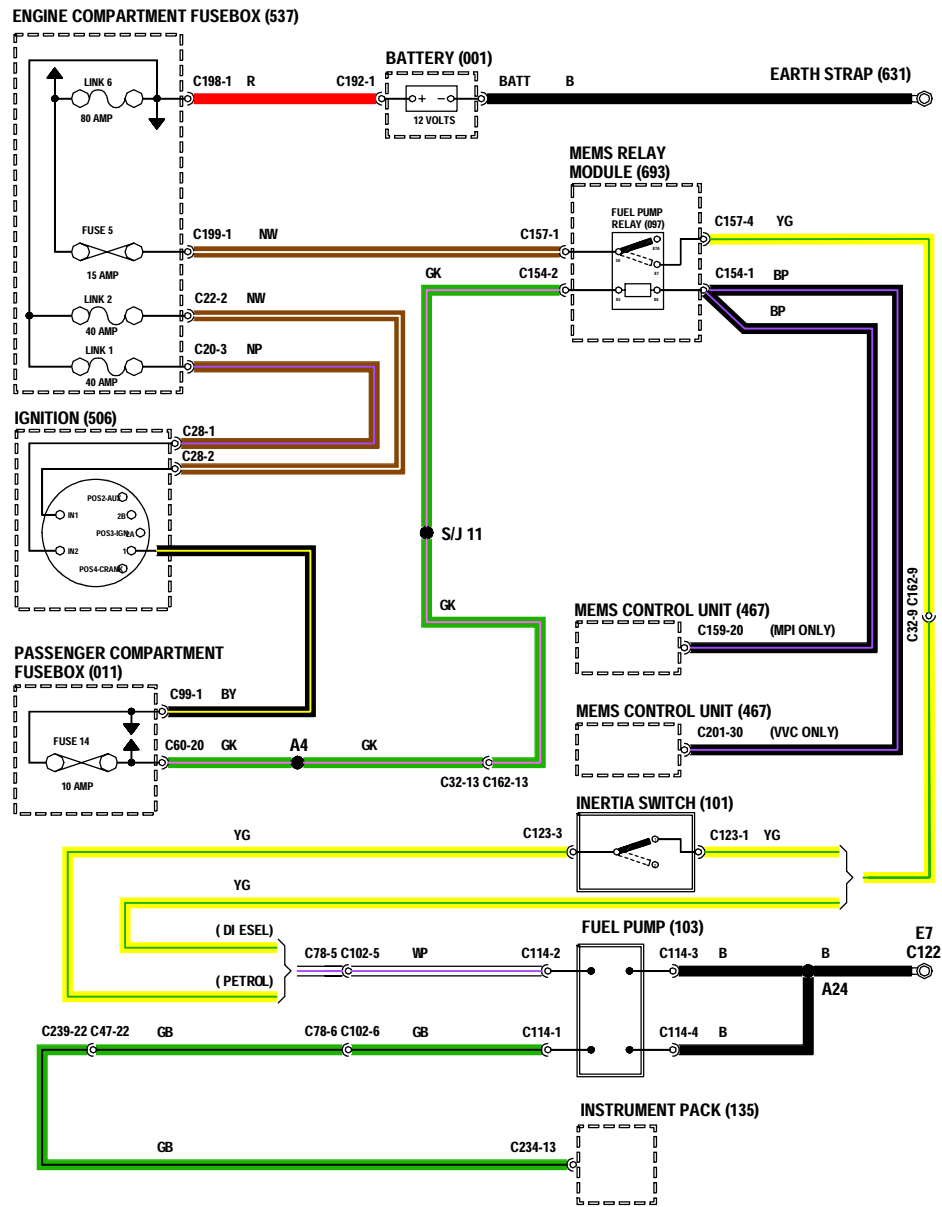 ENGINE COMPARTMENT FUSEBOX (537)
BATTERY (001)
EARTH STRAP (631)
LINK 6
80 AMP
C198-1 R
C192-1
12 VOLTS
BATT B
MEMS RELAY
MODULE (693)
FUSE 5
15 AMP
C199-1 NW
C157-1
FUEL PUMP
RELAY (097)
87A
87
C157-4 YG
LINK 2
40 AMP
C22-2 NW
GK
C154-2
C154-1 BP
BP
LINK 1
40 AMP
C20-3 NP
IGNITION (506)
C28-1
C28-2
POS2-AUX
IN1
2B
POS3-IGN
2A
IN2
1
POS4-CRANK
S/J 11
GK
C32-9 C162-9
MEMS CONTROL UNIT (467)
C159-20 (MPI ONLY)
PASSENGER COMPARTMENT
FUSEBOX (011)
C99-1 BY
MEMS CONTROL UNIT (467)
C201-30 (VVC ONLY)
FUSE 14
10 AMP
C60-20 GK
A4
GK
C32-13 C162-13
INERTIA SWITCH (101)
YG
C123-3
C123-1 YG
YG
(DIESEL)
(PETROL)
FUEL PUMP (103)
C78-5 C102-5 WP
C114-2
C114-3 B
B
E7
C122
A24
C239-22 C47-22 GB
C78-6 C102-6 GB
C114-1
C114-4 B
INSTRUMENT PACK (135)
GB
C234-13